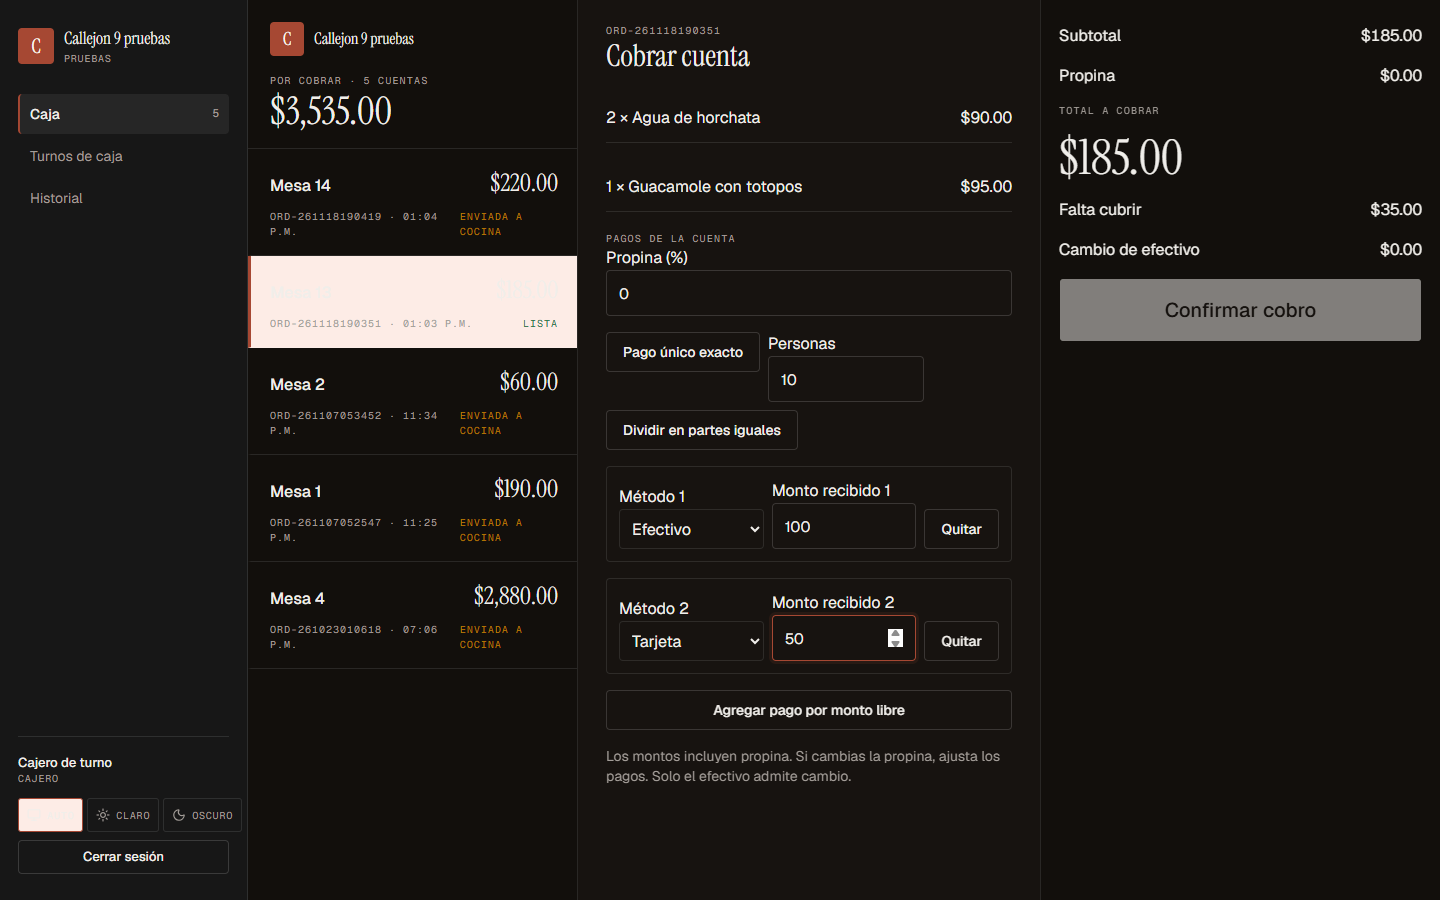 C
Callejon 9 pruebas
PRUEBAS
Caja
5
Turnos de caja
Historial
Cajero de turno
CAJERO
CLARO
OSCURO
Cerrar sesión
C
Callejon 9 pruebas
POR COBRAR · 5 CUENTAS
$3,535.00
Mesa 14
$220.00
ORD-261118190419 · 01:04 P.M.
ENVIADA A COCINA
ORD-261118190351 · 01:03 P.M.
LISTA
Mesa 2
$60.00
ORD-261107053452 · 11:34 P.M.
ENVIADA A COCINA
Mesa 1
$190.00
ORD-261107052547 · 11:25 P.M.
ENVIADA A COCINA
Mesa 4
$2,880.00
ORD-261023010618 · 07:06 P.M.
ENVIADA A COCINA
ORD-261118190351
Cobrar cuenta
2 × Agua de horchata
$90.00
1 × Guacamole con totopos
$95.00
PAGOS DE LA CUENTA
Propina (%)
0
Pago único exacto
Personas
10
Dividir en partes iguales
Método 1
Monto recibido 1
Efectivo
100
Quitar
Método 2
Monto recibido 2
Tarjeta
50
Quitar
Agregar pago por monto libre
Los montos incluyen propina. Si cambias la propina, ajusta los
pagos. Solo el efectivo admite cambio.
Subtotal
$185.00
Propina
$0.00
TOTAL A COBRAR
$185.00
Falta cubrir
$35.00
Cambio de efectivo
$0.00
Confirmar cobro